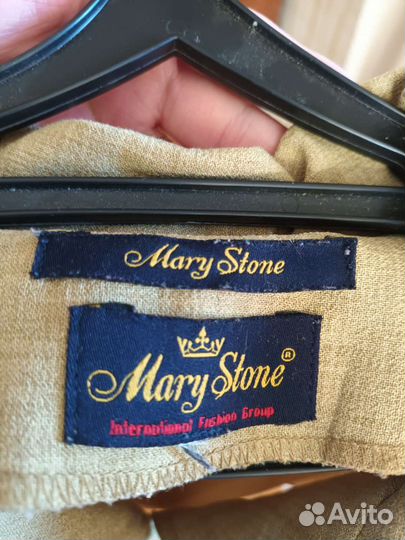 Mary Stone
Mary Stone®
International Fashion Group
Avito